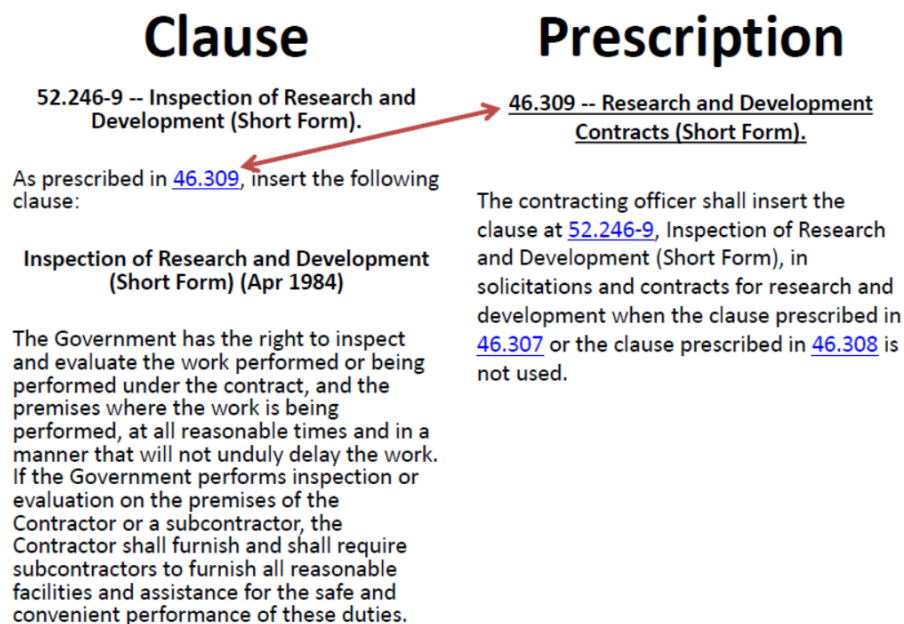 Clause
52.246-9 -- Inspection of Research and
Development (Short Form).
As prescribed in 46.309, insert the following
clause:
Inspection of Research and Development
(Short Form) (Apr 1984)
The Government has the right to inspect
and evaluate the work performed or being
performed under the contract, and the
premises where the work is being
performed, at all reasonable times and in a
manner that will not unduly delay the work.
If the Government performs inspection or
evaluation on the premises of the
Contractor or a subcontractor, the
Contractor shall furnish and shall require
subcontractors to furnish all reasonable
facilities and assistance for the safe and
convenient performance of these duties.
Prescription
46.309 -- Research and Development
Contracts (Short Form).
The contracting officer shall insert the
clause at 52.246-9, Inspection of Research
and Development (Short Form), in
solicitations and contracts for research and
development when the clause prescribed in
46.307 or the clause prescribed in 46.308 is
not used.